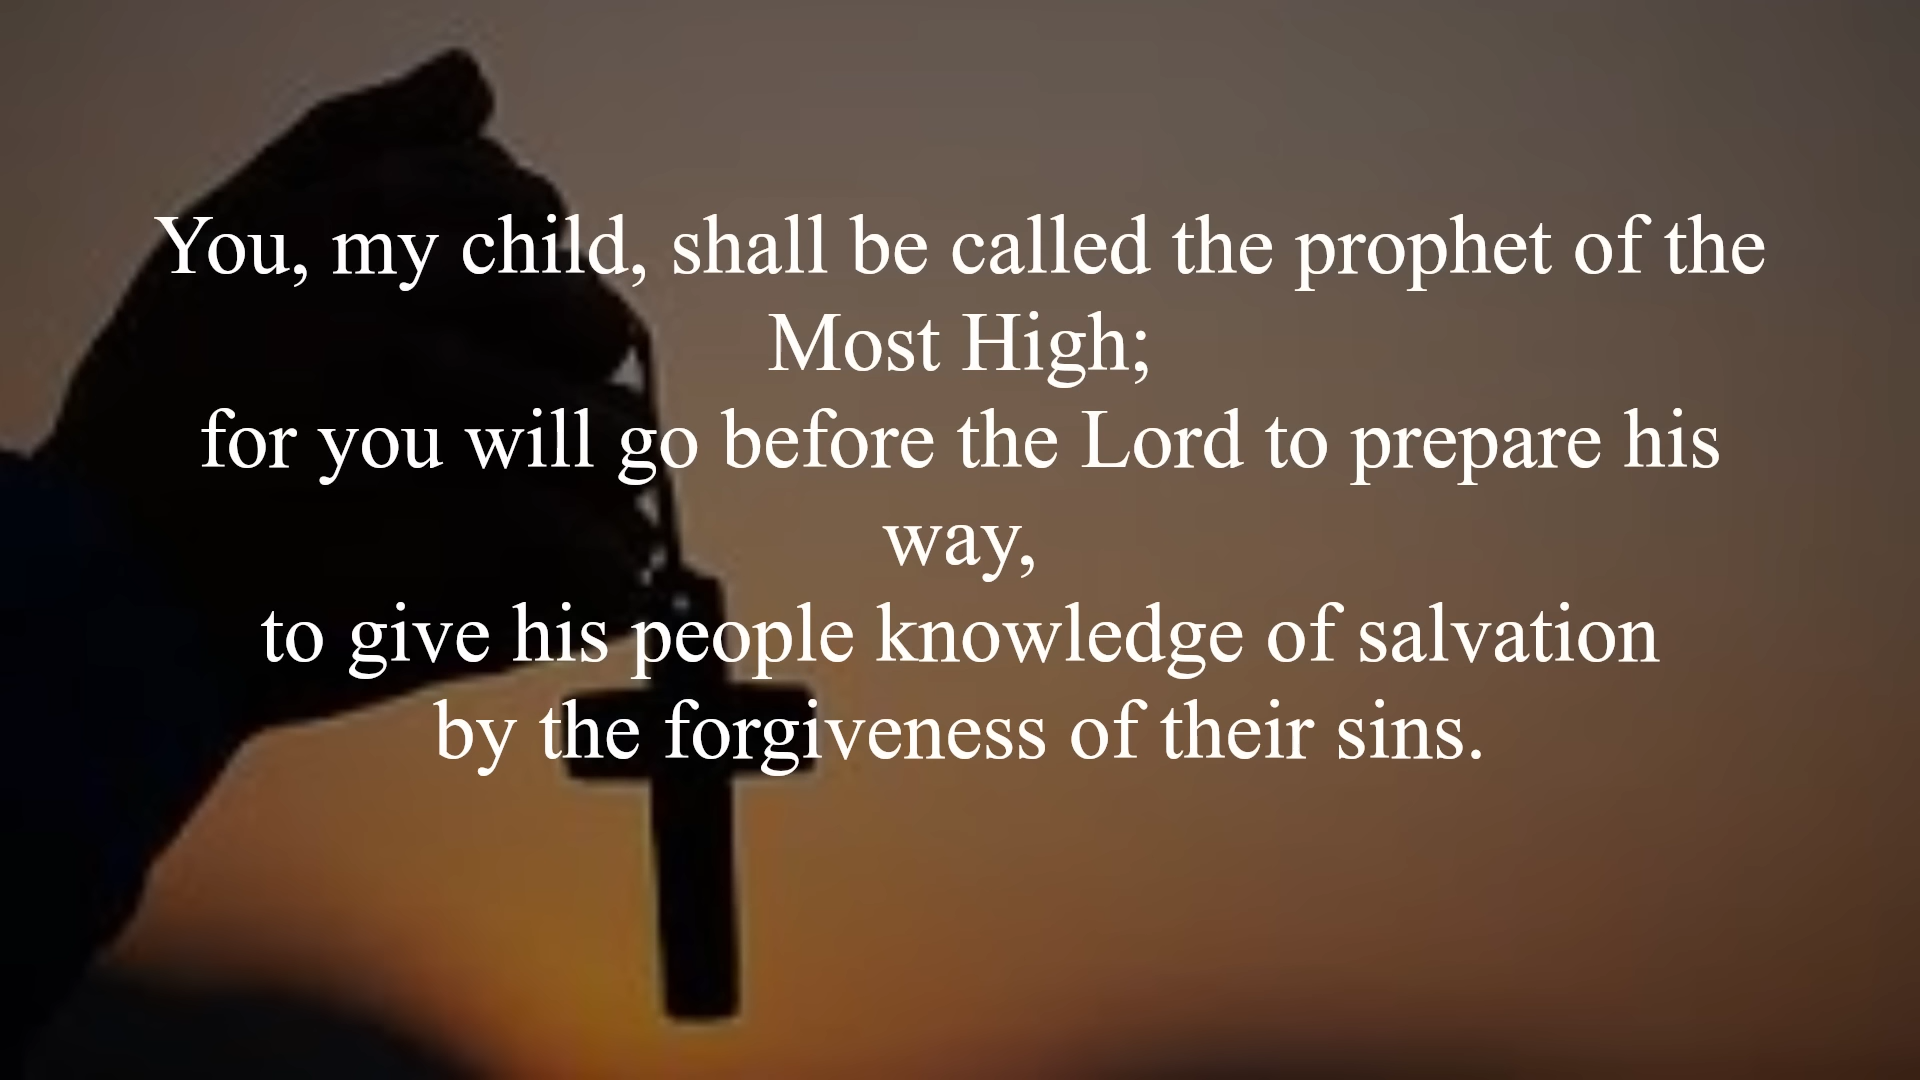 You, my child, shall be called the prophet of the
Most High;
for you will go before the Lord to prepare his
way,
to give his people knowledge of salvation
by the forgiveness of their sins.